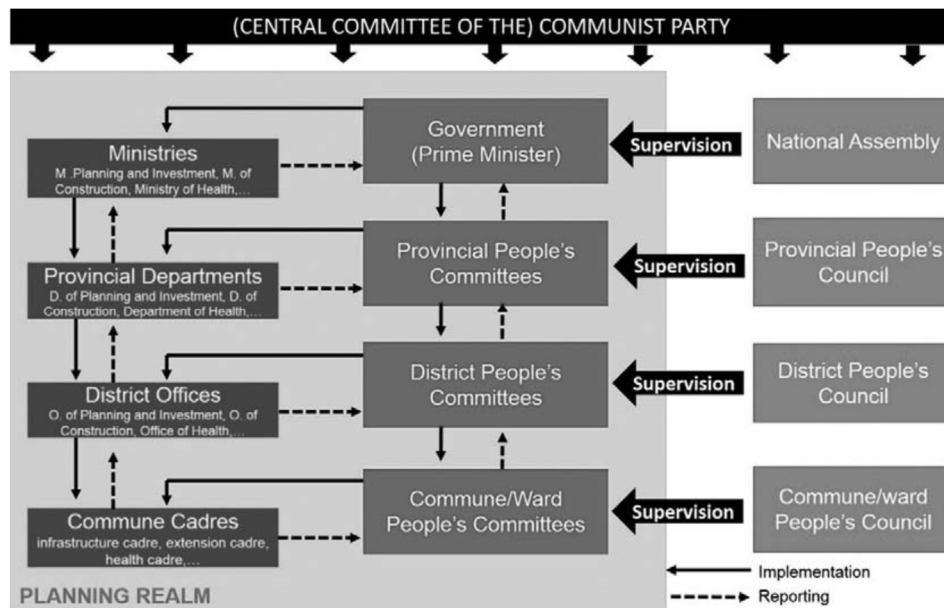 (CENTRAL COMMITTEE OF THE) COMMUNIST PARTY
Government
(Prime Minister)
Supervision
National Assembly
Ministries
M .Planning and Investment, M. of
Construction, Ministry of Health,...
Provincial People's
Committees
Supervision
Provincial People's
Council
Provincial Departments
D. of Planning and Investment, D. of
Construction, Department of Health,...
District People's
Committees
Supervision
District People's
Council
District Offices
O. of Planning and Investment, O. of
Construction, Office of Health,...
Commune/Ward
People's Committees
Supervision
Commune/ward
People's Council
Commune Cadres
infrastructure cadre, extension cadre,
health cadre,...
Implementation
Reporting
PLANNING REALM